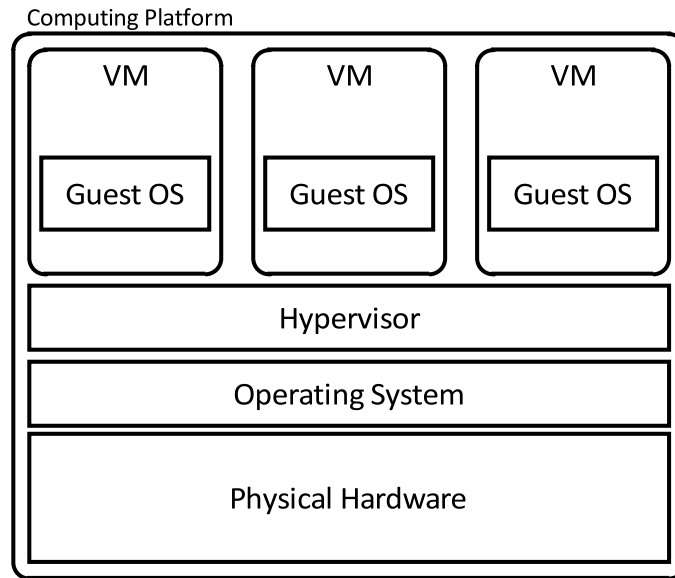 Computing Platform
VM VM VM
Guest OS Guest OS Guest OS
Hypervisor
Operating System
Physical Hardware